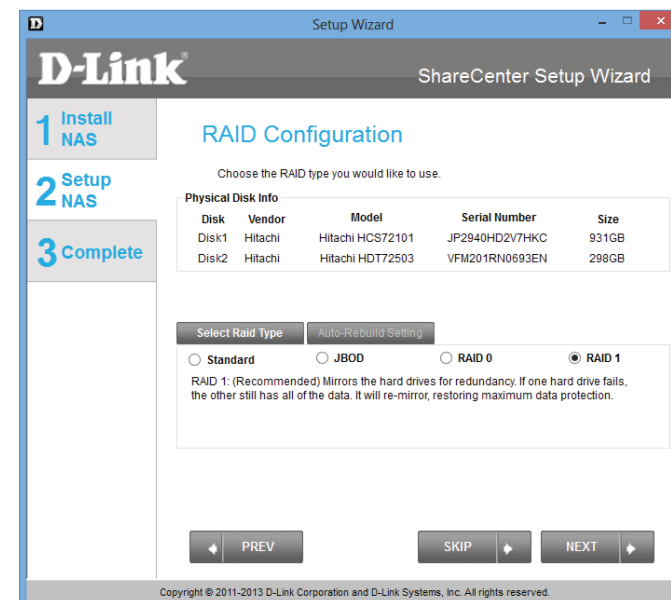 D Setup Wizard
D-Link®
ShareCenter Setup Wizard
1 Install NAS
2 Setup NAS
3 Complete
RAID Configuration
Choose the RAID type you would like to use.
Physical Disk Info
Disk Vendor Model Serial Number Size
Disk1 Hitachi Hitachi HCS72101 JP2940HD2V7HKC 931GB
Disk2 Hitachi Hitachi HDT72503 VFM201RN0693EN 298GB
Select Raid Type Auto-Rebuild Setting
Standard JBOD RAID 0 RAID 1
RAID 1: (Recommended) Mirrors the hard drives for redundancy. If one hard drive fails,
the other still has all of the data. It will re-mirror, restoring maximum data protection.
PREV SKIP NEXT
Copyright © 2011-2013 D-Link Corporation and D-Link Systems, Inc. All rights reserved.